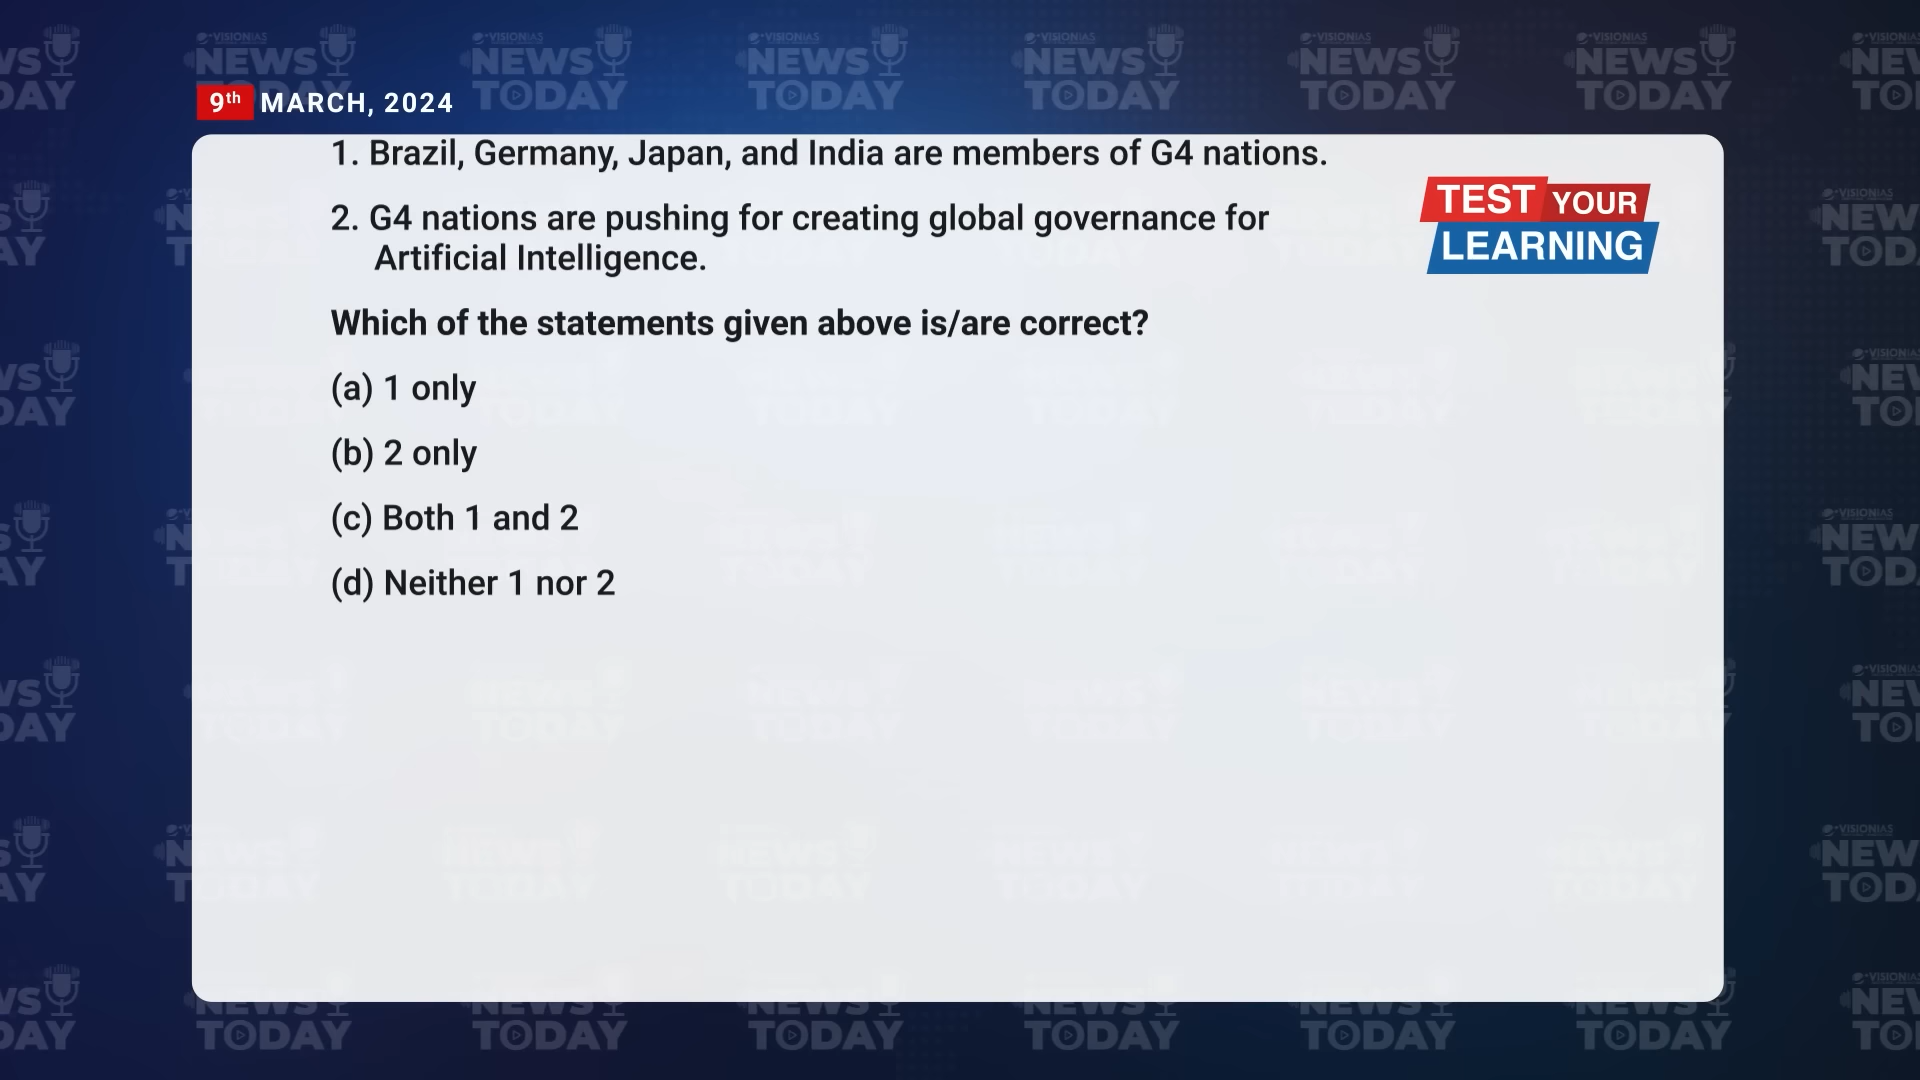 9th MARCH, 2024
1. Brazil, Germany, Japan, and India are members of G4 nations.
2. G4 nations are pushing for creating global governance for
Artificial Intelligence.
TEST YOUR
LEARNING
Which of the statements given above is/are correct?
(a) 1 only
(b) 2 only
(c) Both 1 and 2
(d) Neither 1 nor 2
VISIONIAS
NEWS
TODAY